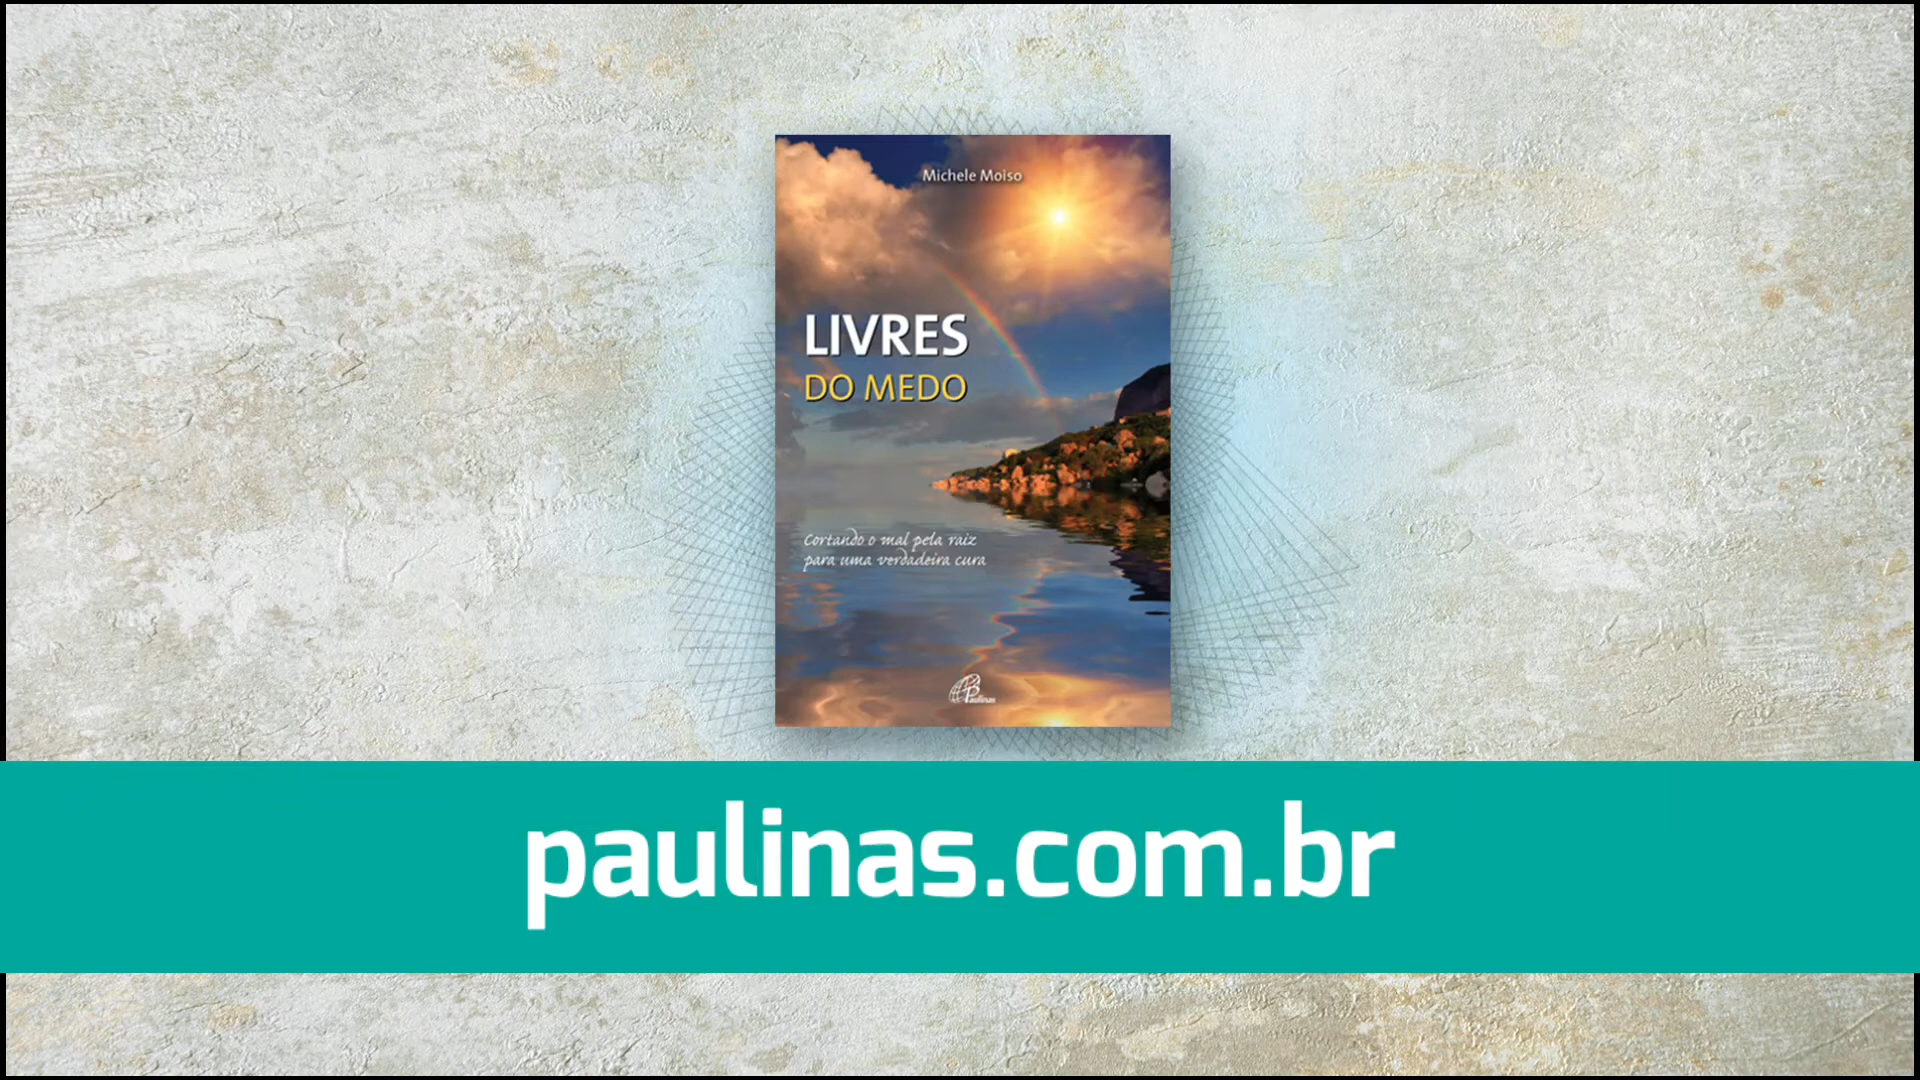 Michele Moiso
LIVRES
DO MEDO
Cortando o mal pela raiz
para uma verdadeira cura
Paulinas
paulinas.com.br